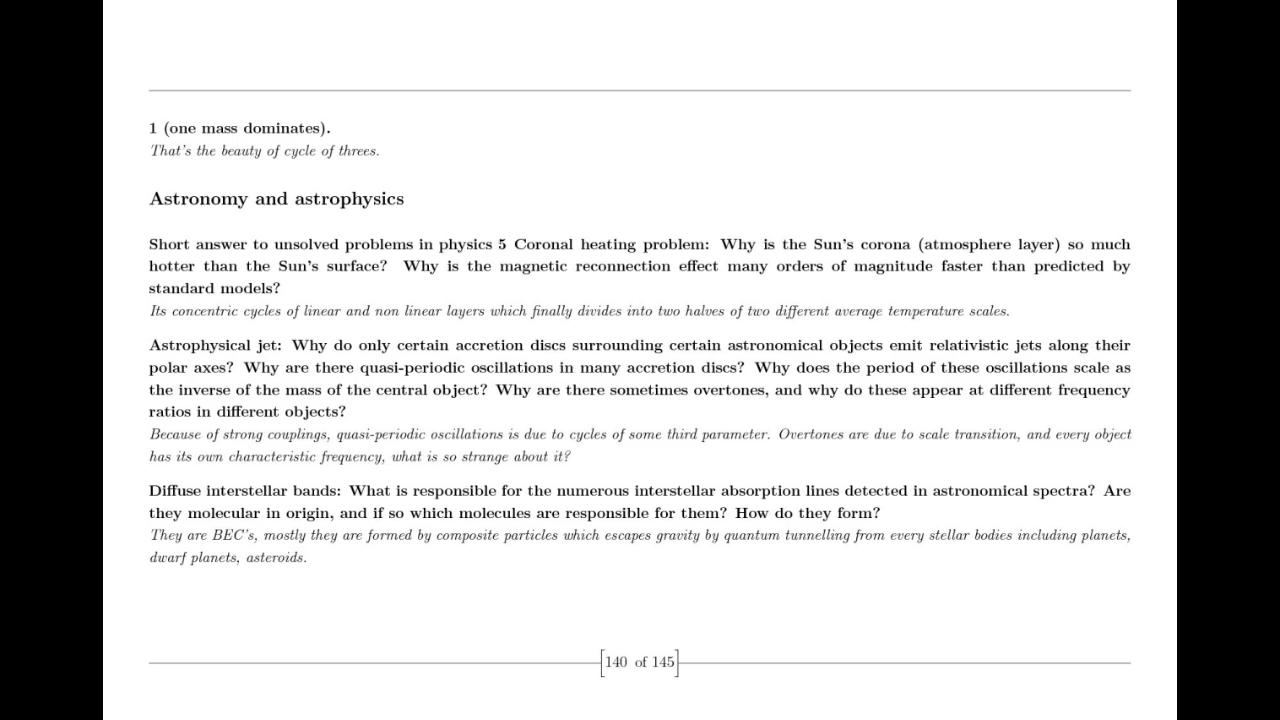 1 (one mass dominates).
That's the beauty of cycle of threes.
Astronomy and astrophysics
Short answer to unsolved problems in physics 5 Coronal heating problem: Why is the Sun's corona (atmosphere layer) so much
hotter than the Sun's surface? Why is the magnetic reconnection effect many orders of magnitude faster than predicted by
standard models?
Its concentric cycles of linear and non linear layers which finally divides into two halves of two different average temperature scales.
Astrophysical jet: Why do only certain accretion discs surrounding certain astronomical objects emit relativistic jets along their
polar axes? Why are there quasi-periodic oscillations in many accretion discs? Why does the period of these oscillations scale as
the inverse of the mass of the central object? Why are there sometimes overtones, and why do these appear at different frequency
ratios in different objects?
Because of strong couplings, quasi-periodic oscillations is due to cycles of some third parameter. Overtones are due to scale transition, and every object
has its own characteristic frequency, what is so strange about it?
Diffuse interstellar bands: What is responsible for the numerous interstellar absorption lines detected in astronomical spectra? Are
they molecular in origin, and if so which molecules are responsible for them? How do they form?
They are BEC's, mostly they are formed by composite particles which escapes gravity by quantum tunnelling from every stellar bodies including planets,
dwarf planets, asteroids.
140 of 145